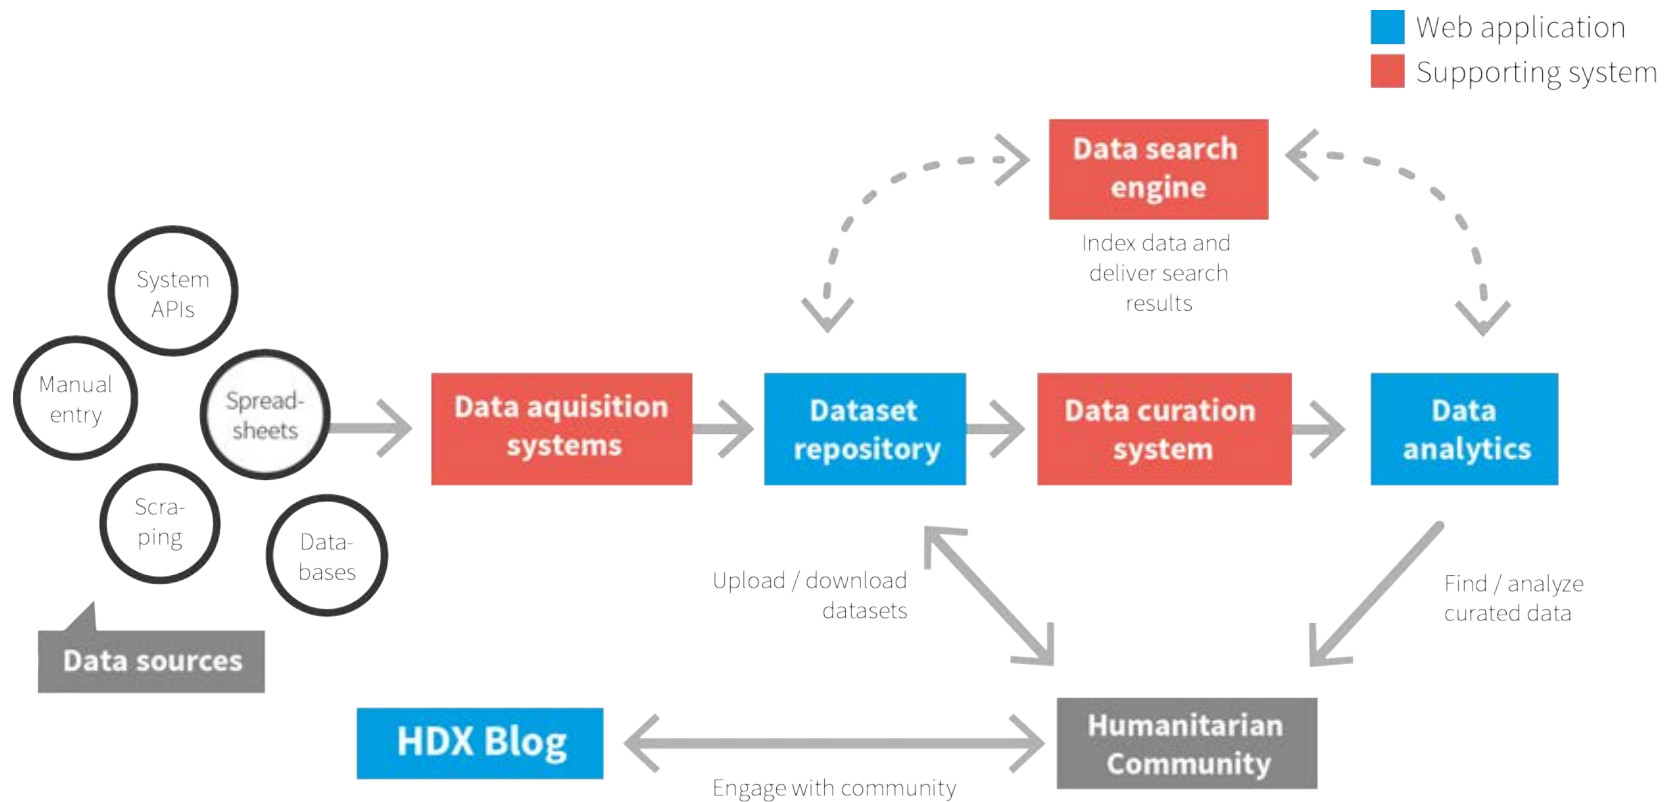 Web application
Supporting system
Data search
engine
Index data and
deliver search
results
System
APIs
Manual
entry
Spread-
sheets
Scra-
ping
Data-
bases
Data sources
Data aquisition
systems
Dataset
repository
Data curation
system
Data
analytics
Upload / download
datasets
Find / analyze
curated data
HDX Blog
Engage with community
Humanitarian
Community